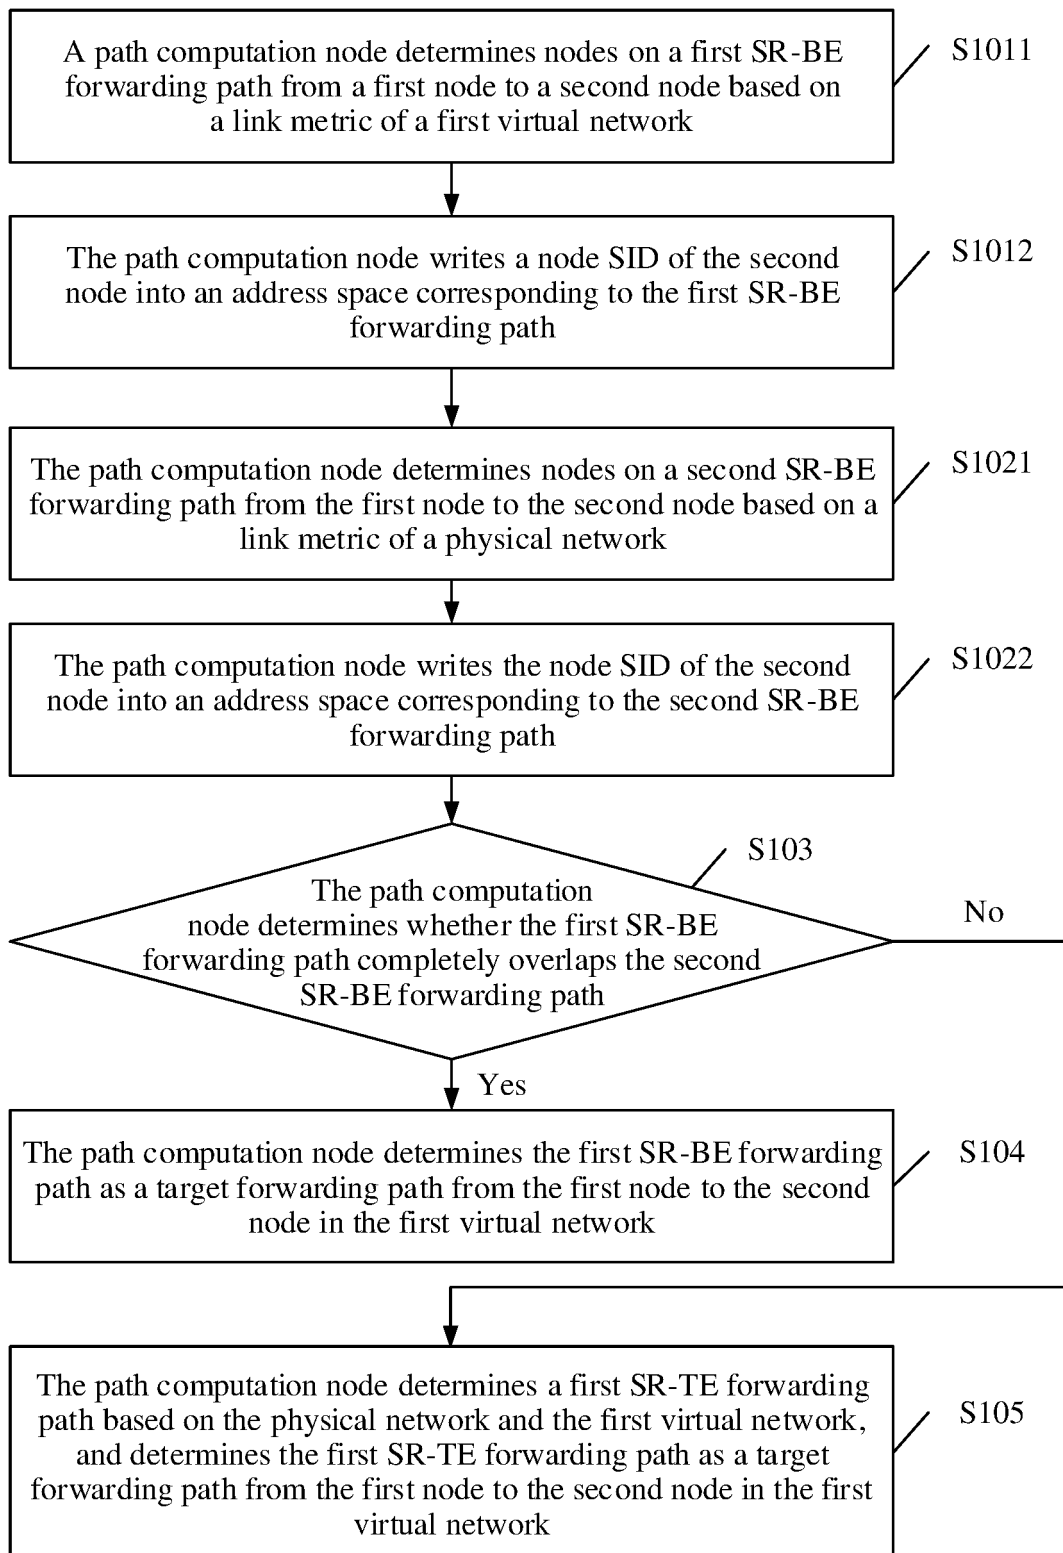 A path computation node determines nodes on a first SR-BE
forwarding path from a first node to a second node based on
a link metric of a first virtual network
S1011
The path computation node writes a node SID of the second
node into an address space corresponding to the first SR-BE
forwarding path
S1012
The path computation node determines nodes on a second SR-BE
forwarding path from the first node to the second node based on a
link metric of a physical network
S1021
The path computation node writes the node SID of the second
node into an address space corresponding to the second SR-BE
forwarding path
S1022
S103
The path computation
node determines whether the first SR-BE
forwarding path completely overlaps the second
SR-BE forwarding path
No
Yes
The path computation node determines the first SR-BE forwarding
path as a target forwarding path from the first node to the second
node in the first virtual network
S104
The path computation node determines a first SR-TE forwarding
path based on the physical network and the first virtual network,
and determines the first SR-TE forwarding path as a target
forwarding path from the first node to the second node in the first
virtual network
S105